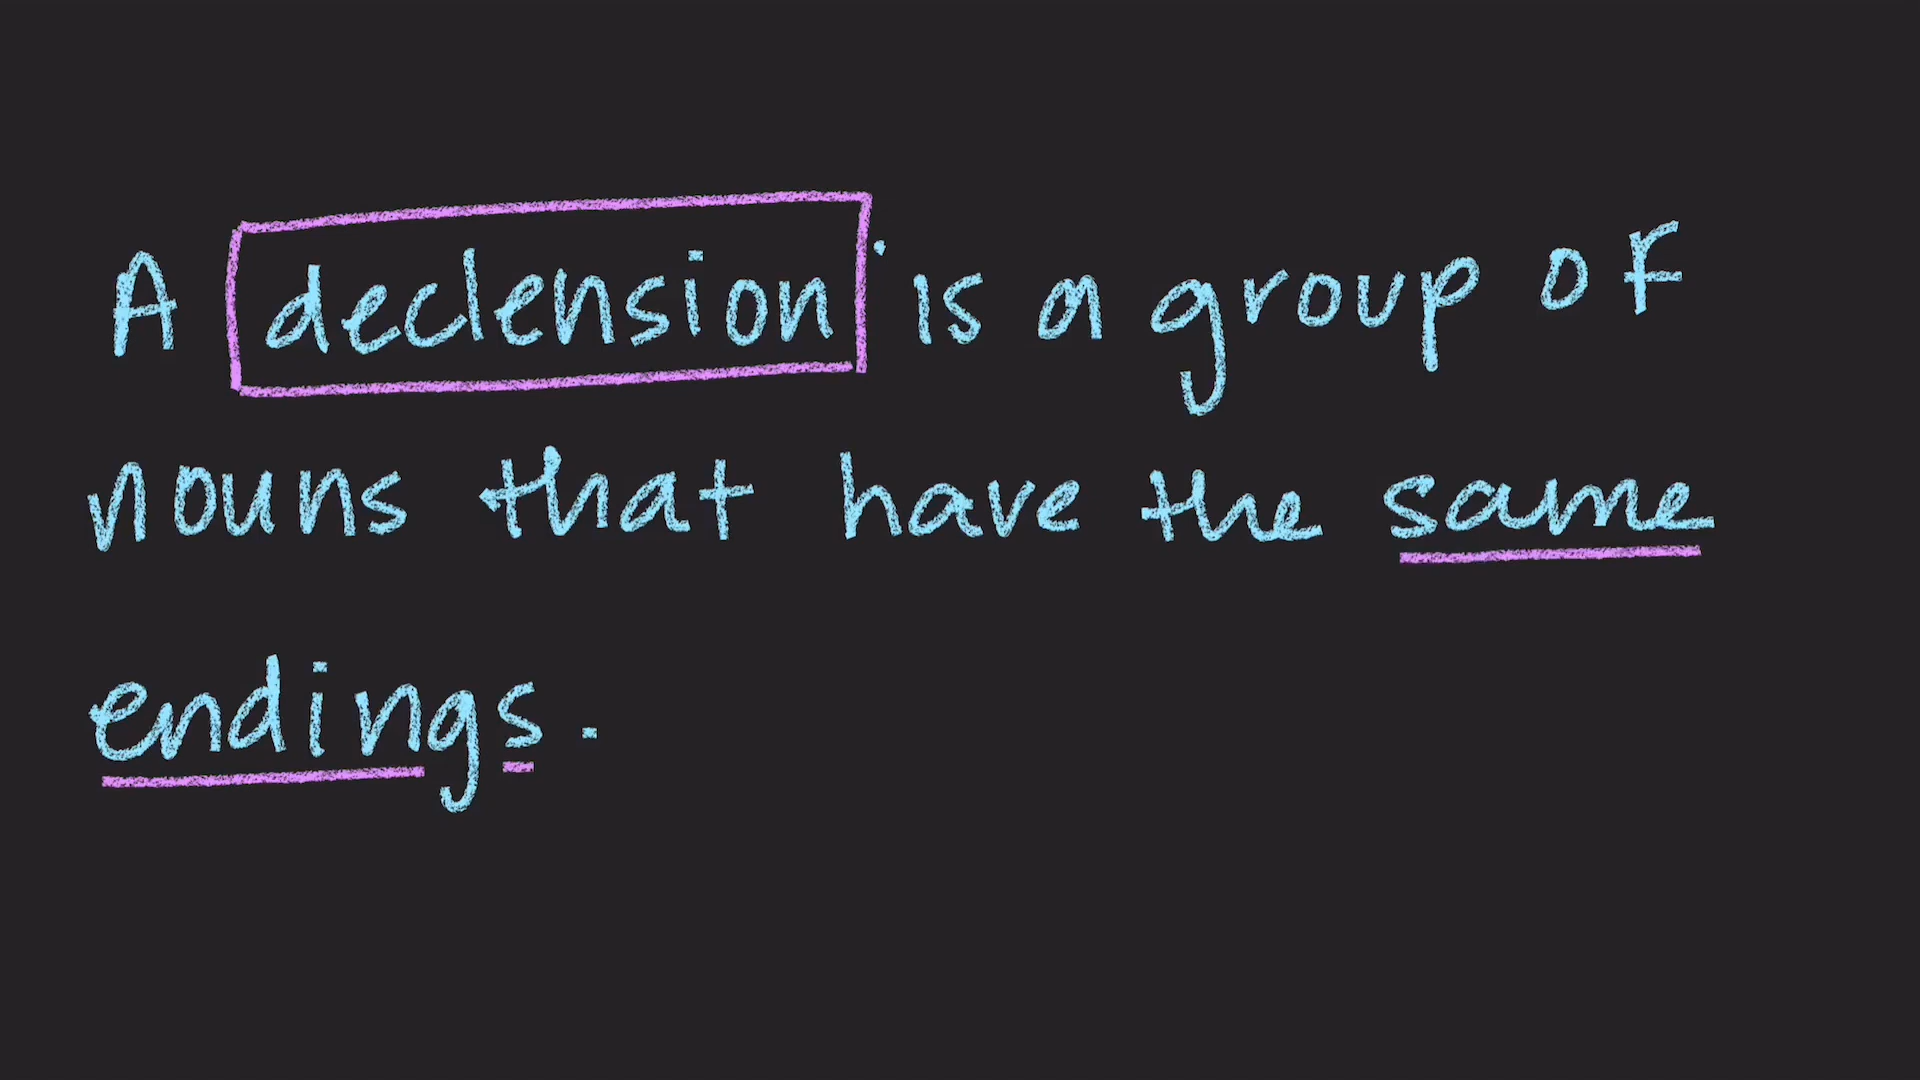 A declension is a group of
nouns that have the same
endings.